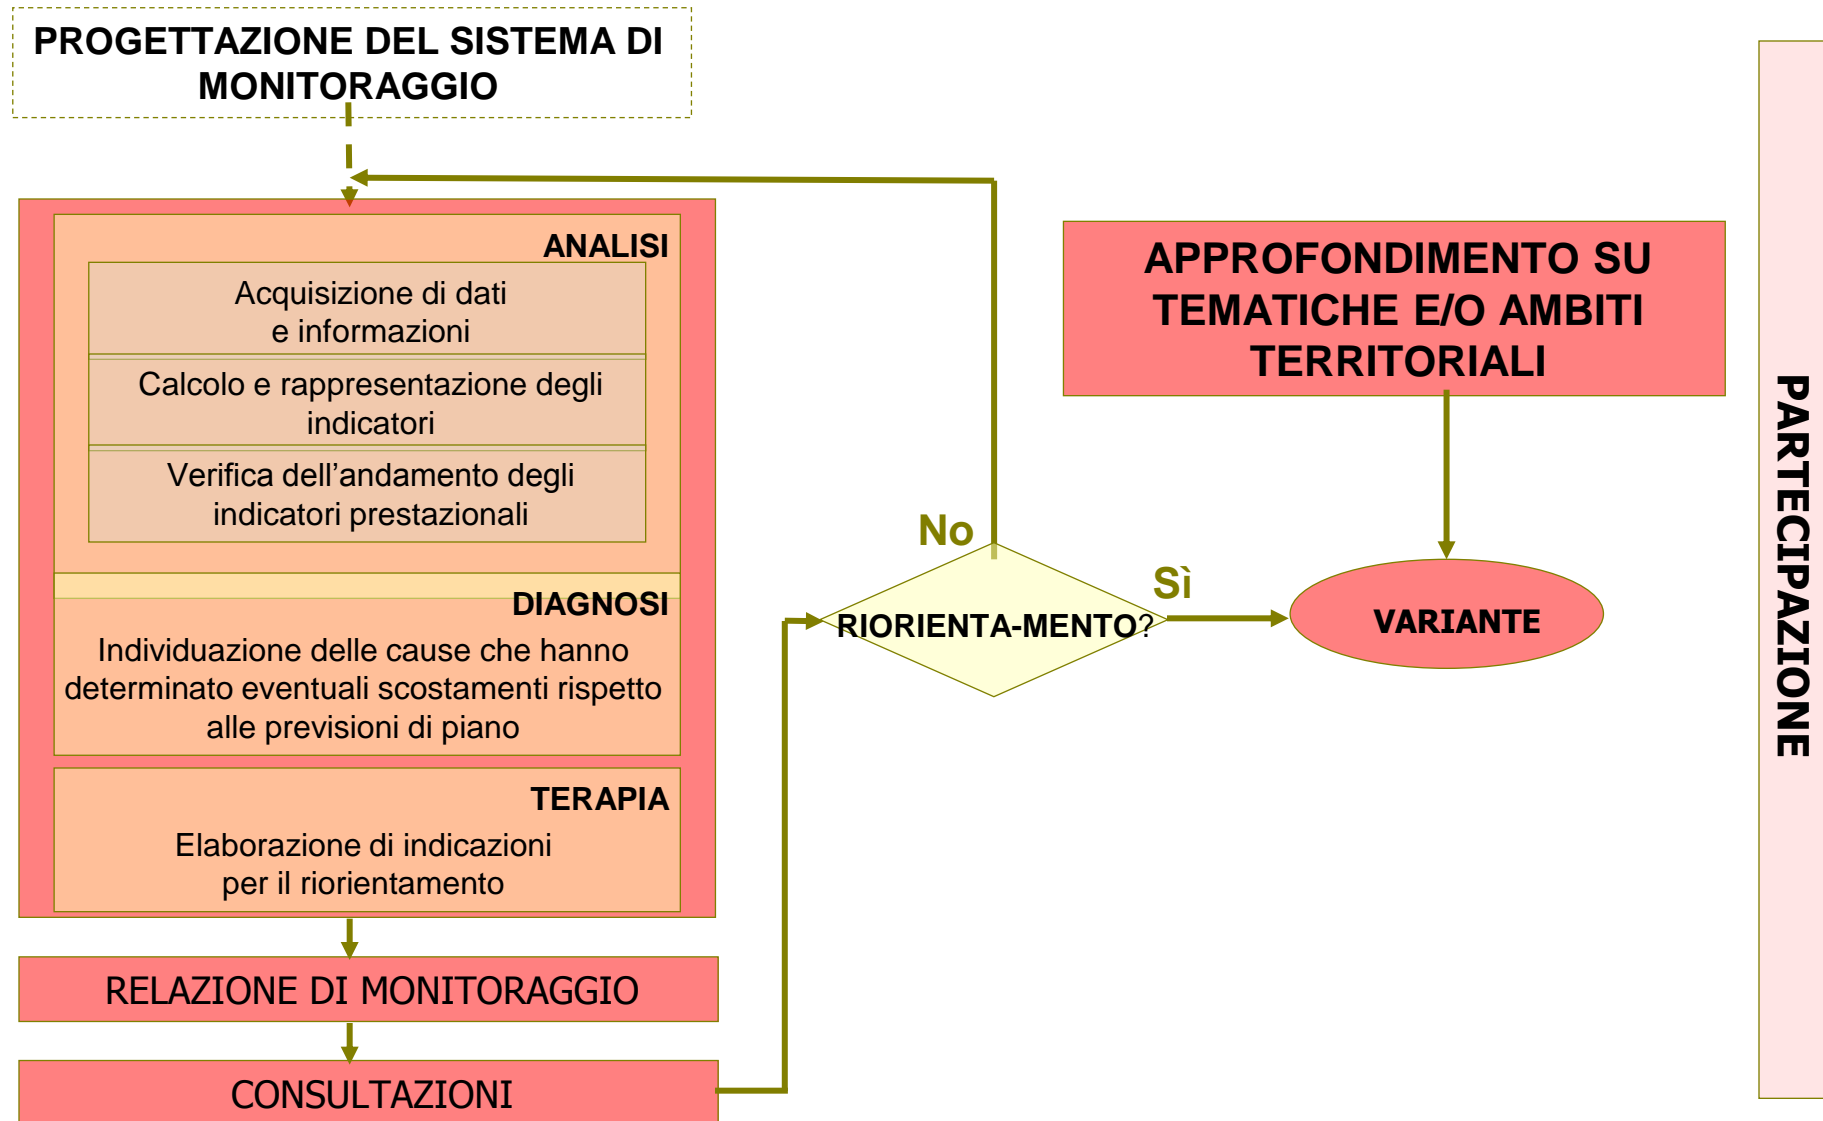 PROGETTAZIONE DEL SISTEMA DI
MONITORAGGIO
ANALISI
Acquisizione di dati
e informazioni
Calcolo e rappresentazione degli
indicatori
Verifica dell’andamento degli
indicatori prestazionali
DIAGNOSI
Individuazione delle cause che hanno
determinato eventuali scostamenti rispetto
alle previsioni di piano
TERAPIA
Elaborazione di indicazioni
per il riorientamento
RELAZIONE DI MONITORAGGIO
CONSULTAZIONI
No
RIORIENTA-MENTO?
Sì
APPROFONDIMENTO SU
TEMATICHE E/O AMBITI
TERRITORIALI
VARIANTE
PARTECIPAZIONE